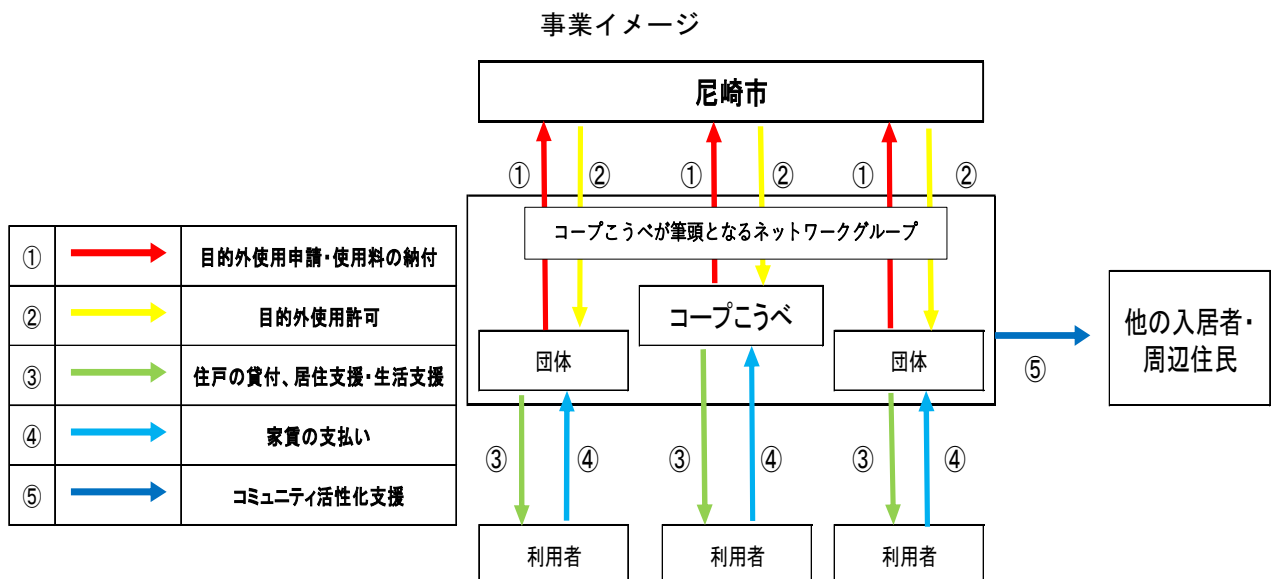 事業イメージ
尼崎市
① ② ① ② ① ②
コープこうべが筆頭となるネットワークグループ
コープこうべ
団体
団体
⑤
他の入居者・
周辺住民
③ ④ ③ ④ ③ ④
利用者
利用者
利用者
① 目的外使用申請・使用料の納付
② 目的外使用許可
③ 住戸の貸付、居住支援・生活支援
④ 家賃の支払い
⑤ コミュニティ活性化支援